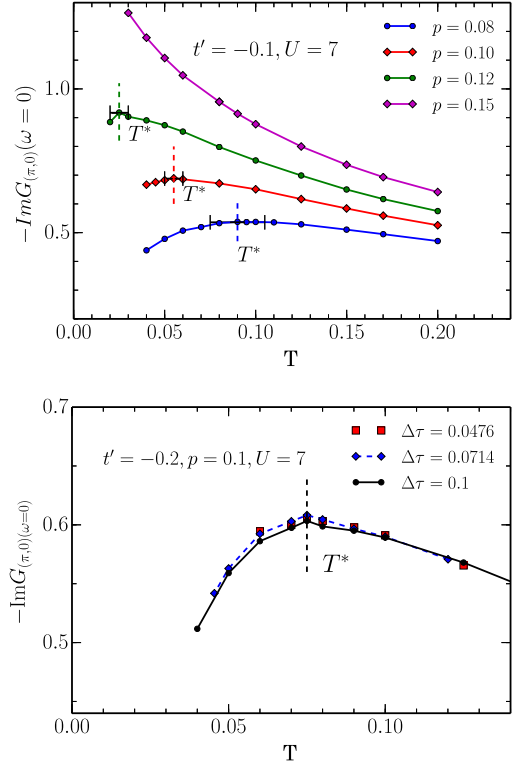 t′ = −0.1, U = 7
p = 0.08
p = 0.10
p = 0.12
p = 0.15
1.0
0.5
−ImG(π,0)(ω = 0)
T*
T*
T*
0.00 0.05 0.10 0.15 0.20
T
0.7
0.6
0.5
−ImG(π,0)(ω=0)
t′ = −0.2, p = 0.1, U = 7
Δτ = 0.0476
Δτ = 0.0714
Δτ = 0.1
T*
0.00 0.05 0.10
T